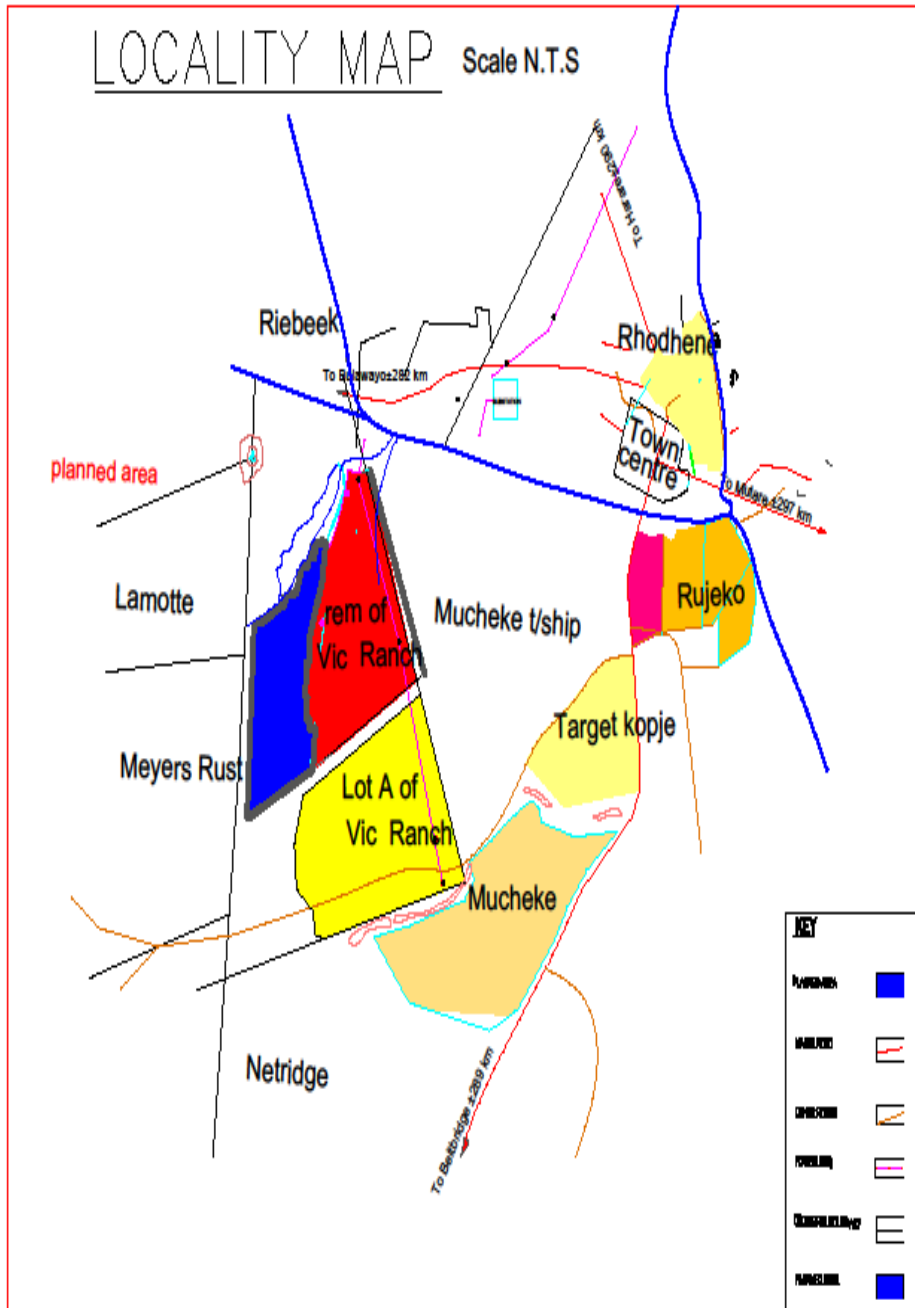 LOCALITY MAP
Scale N.T.S
To Harare±290 km
Riebeek
Rhodhene
To Bulawayo±282 km
Town
centre
planned area
To Mutare ±297 km
Lamotte
rem of
Vic Ranch
Mucheke t/ship
Rujeko
Target kopje
Meyers Rust
Lot A of
Vic Ranch
Mucheke
Netridge
To Beitbridge ±289 km
KEY